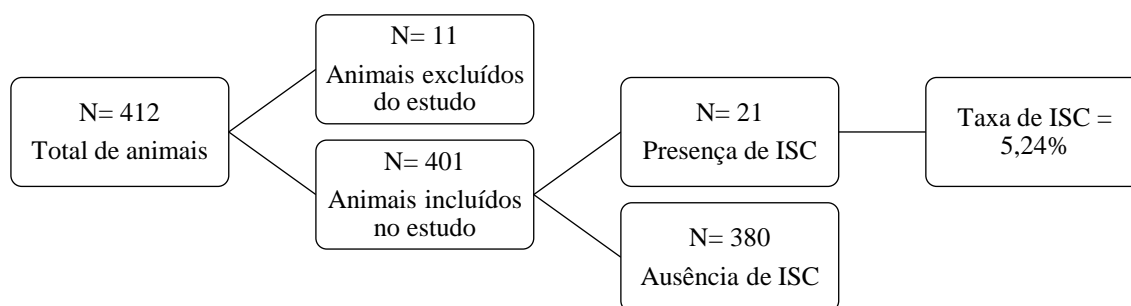 N= 412
Total de animais
N= 11
Animais excluídos
do estudo
N= 401
Animais incluídos
no estudo
N= 21
Presença de ISC
N= 380
Ausência de ISC
Taxa de ISC =
5,24%